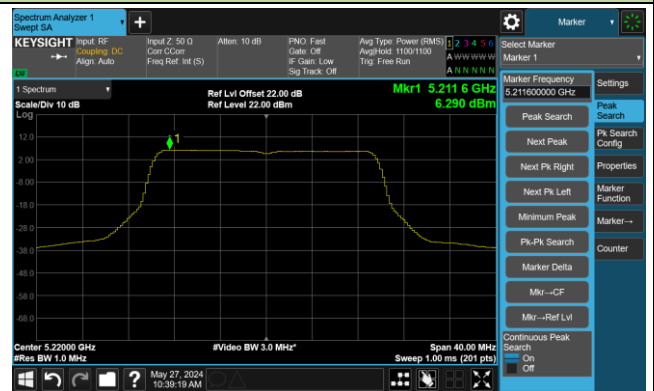 Spectrum Analyzer 1
Swept SA
Marker
KEYSIGHT
Input: RF
Coupling: DC
Align: Auto
Input Z: 50 Ω
Corr CCorr
Freq Ref: Int (S)
Atten: 10 dB
PNO: Fast
Gate: Off
IF Gain: Low
Sig Track: Off
Avg Type: Power (RMS)
Avg|Hold: 1100/1100
Trig: Free Run
1 2 3 4 5 6
A W W W W W
A N N N N N
Select Marker
Marker 1
1 Spectrum
Scale/Div 10 dB
Log
Ref Lvl Offset 22.00 dB
Ref Level 22.00 dBm
Mkr1 5.211 6 GHz
6.290 dBm
1
12.0
2.00
-8.00
-18.0
-28.0
-38.0
-48.0
-58.0
-68.0
Center 5.22000 GHz
#Res BW 1.0 MHz
#Video BW 3.0 MHz*
Span 40.00 MHz
Sweep 1.00 ms (201 pts)
Marker Frequency
5.211600000 GHz
Peak Search
Next Peak
Next Pk Right
Next Pk Left
Minimum Peak
Pk-Pk Search
Marker Delta
Mkr→CF
Mkr→Ref Lvl
Continuous Peak
Search
On
Off
Settings
Peak
Search
Pk Search
Config
Properties
Marker
Function
Marker→
Counter
?
May 27, 2024
10:39:19 AM